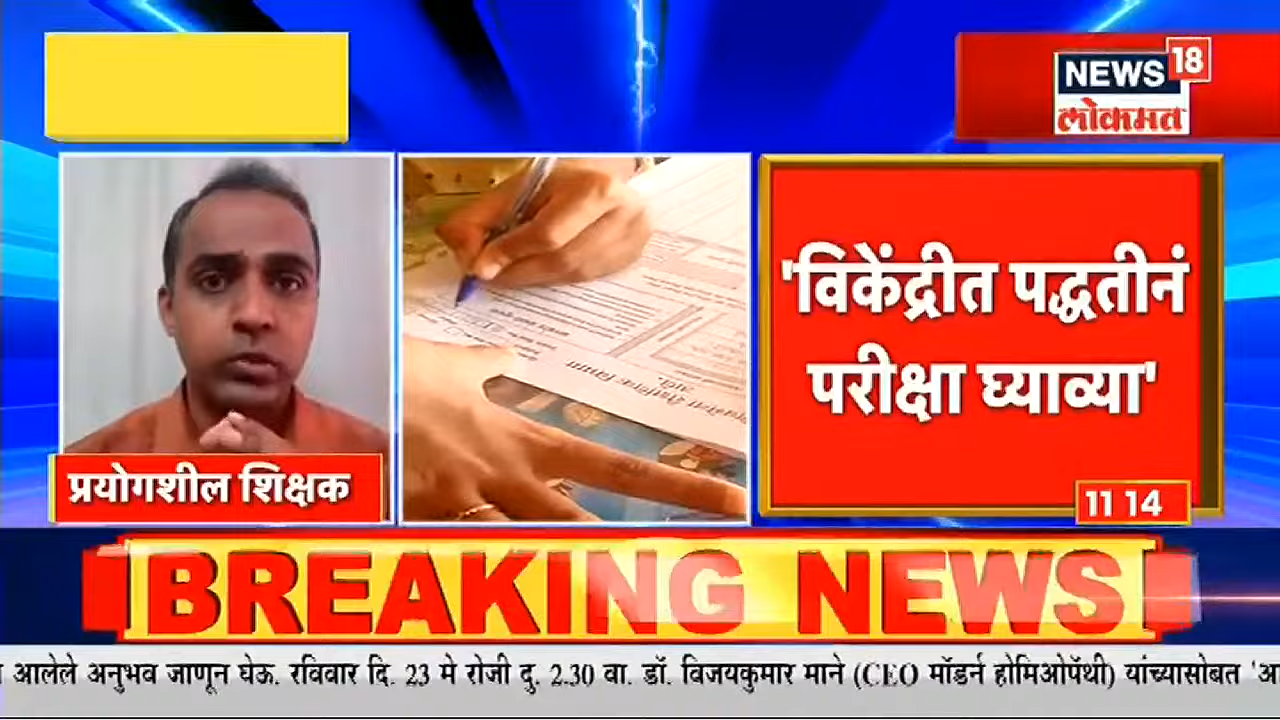 NEWS 18
लोकमत
'विकेंद्रीत पद्धतीनं
परीक्षा घ्याव्या'
प्रयोगशील शिक्षक
11 14
BREAKING NEWS
आलेले अनुभव जाणून घेऊ. रविवार दि. 23 मे रोजी दु. 2.30 वा. डॉ. विजयकुमार माने (CEO मॉडर्न होमिओपॅथी) यांच्यासोबत